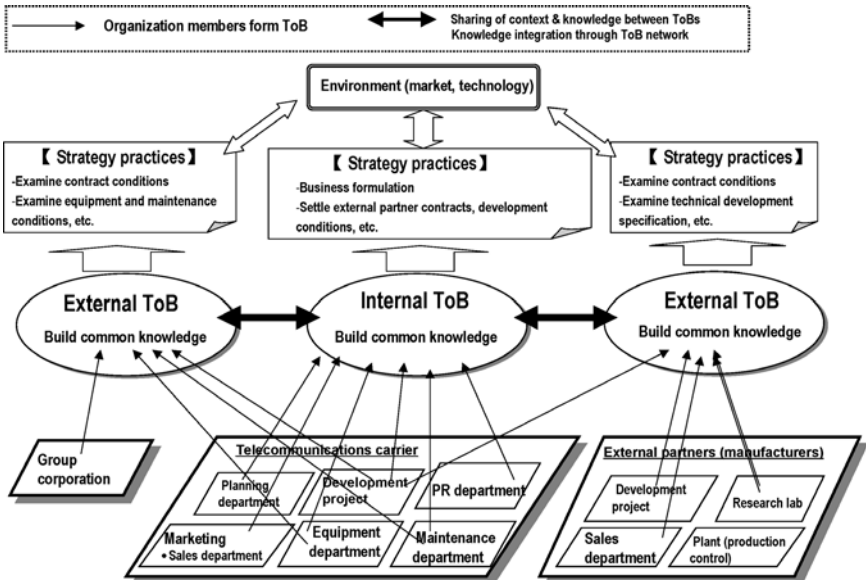 Organization members form ToB
Sharing of context & knowledge between ToBs
Knowledge integration through ToB network
Environment (market, technology)
【 Strategy practices】
-Examine contract conditions
-Examine equipment and maintenance
conditions, etc.
【 Strategy practices】
-Business formulation
-Settle external partner contracts, development
conditions, etc.
【 Strategy practices】
-Examine contract conditions
-Examine technical development
specification, etc.
External ToB
Build common knowledge
Internal ToB
Build common knowledge
External ToB
Build common knowledge
Group
corporation
Telecommunications carrier
Planning
department
Development
project
PR department
Marketing
• Sales department
Equipment
department
Maintenance
department
External partners (manufacturers)
Development
project
Research lab
Sales
department
Plant (production
control)